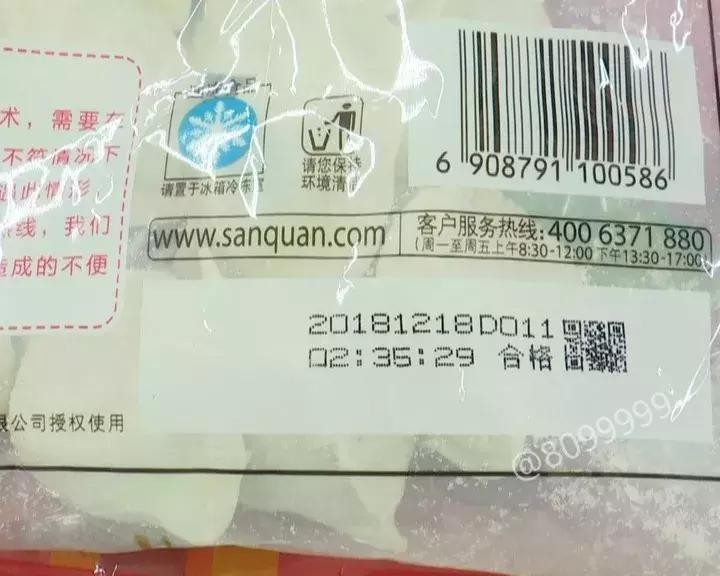 术，需要在
不符情况下
线，我们
造成的不便
请置于冰箱冷冻室
请您保持
环境清洁
6 908791 100586
www.sanquan.com
客户服务热线:400 6371 880
(周一至周五上午8:30-12:00 下午13:30-17:00)
20181218D011
02:35:29 合格
限公司授权使用
@8099999